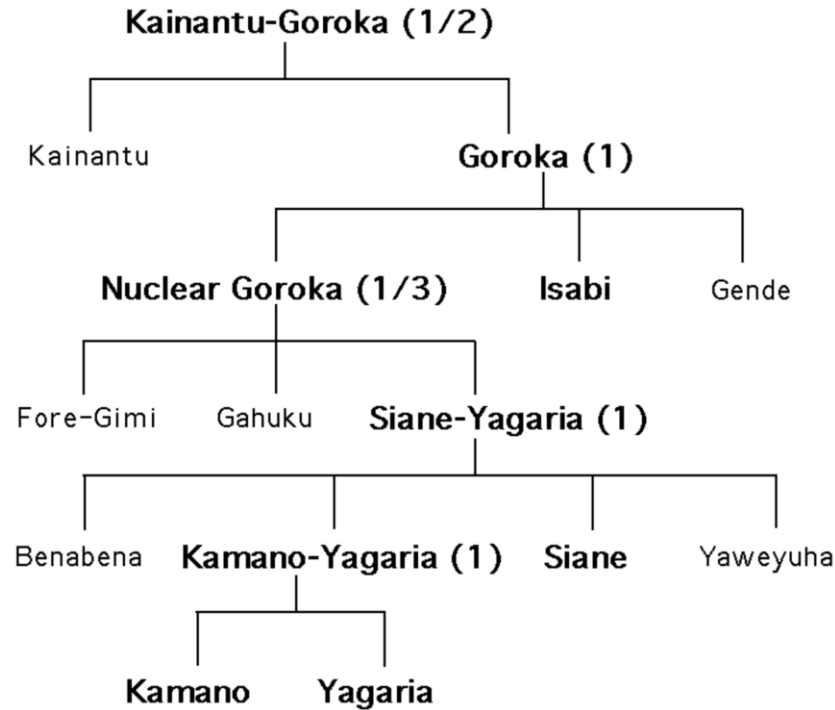 Kainantu-Goroka (1/2)
Kainantu Goroka (1)
Nuclear Goroka (1/3) Isabi Gende
Fore-Gimi Gahuku Siane-Yagaria (1)
Benabena Kamano-Yagaria (1) Siane Yaweyuha
Kamano Yagaria